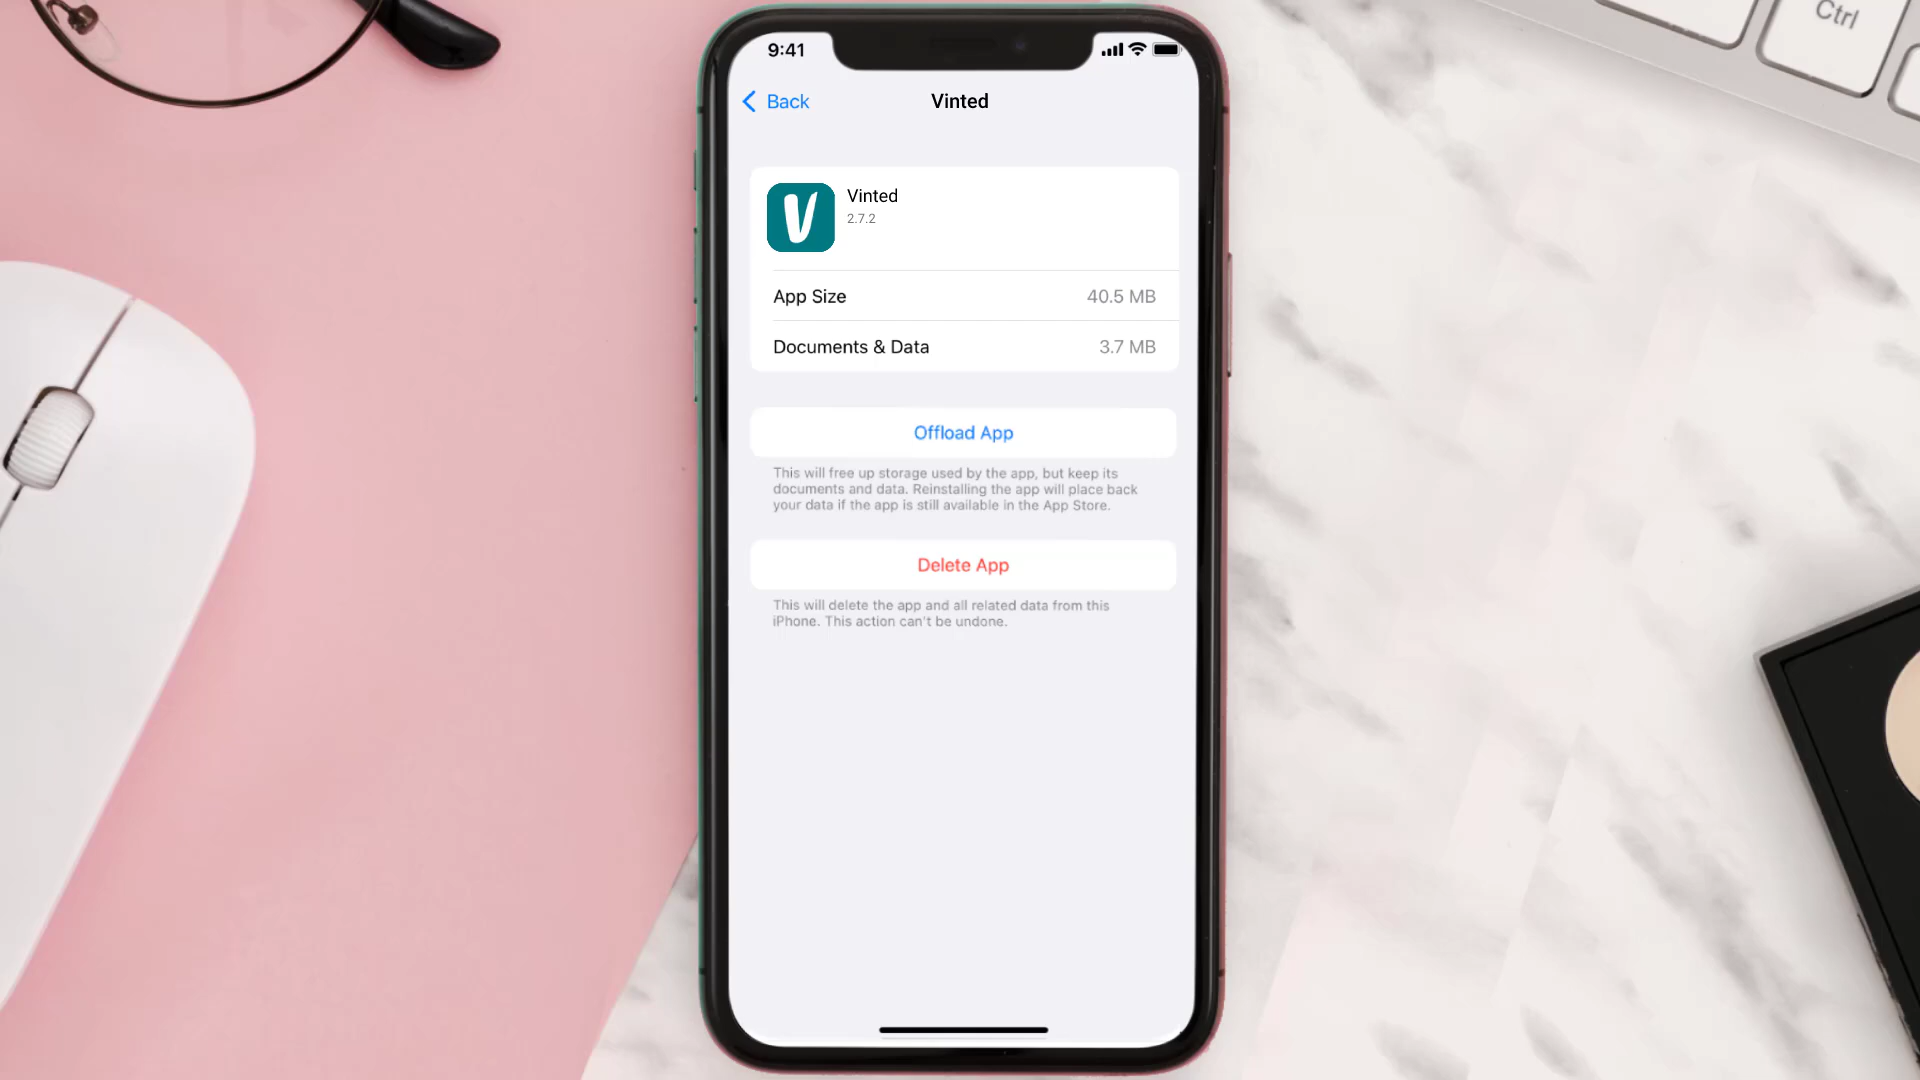 Ctrl
9:41
Back
Vinted
V
Vinted
2.7.2
App Size 40.5 MB
Documents & Data 3.7 MB
Offload App
This will free up storage used by the app, but keep its
documents and data. Reinstalling the app will place back
your data if the app is still available in the App Store.
Delete App
This will delete the app and all related data from this
iPhone. This action can't be undone.